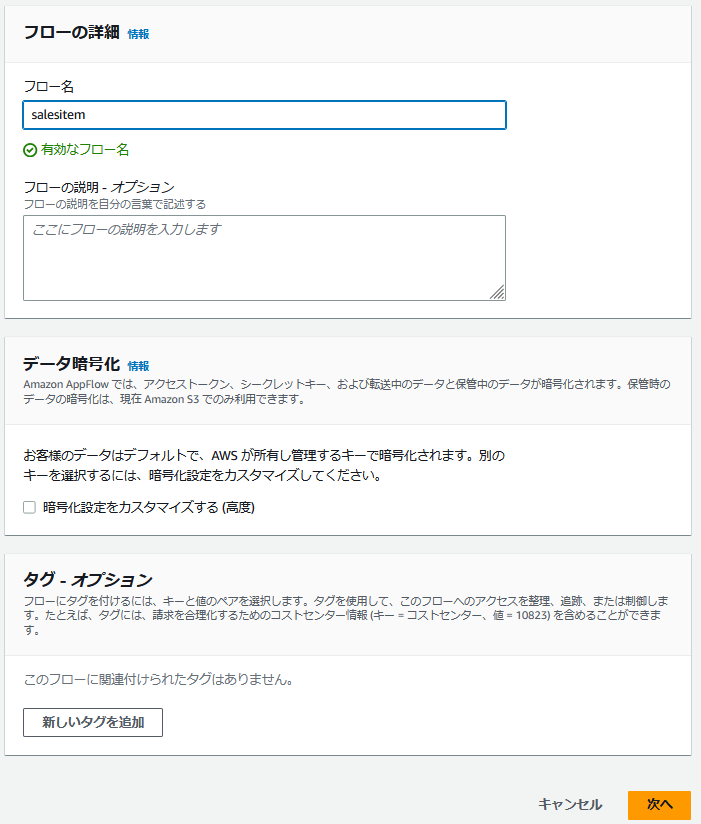 フローの詳細 情報
フロー名
salesitem
有効なフロー名
フローの説明 - オプション
フローの説明を自分の言葉で記述する
ここにフローの説明を入力します
データ暗号化 情報
Amazon AppFlow では、アクセストークン、シークレットキー、および転送中のデータと保管中のデータが暗号化されます。保管時の
データの暗号化は、現在 Amazon S3 でのみ利用できます。
お客様のデータはデフォルトで、AWS が所有し管理するキーで暗号化されます。別の
キーを選択するには、暗号化設定をカスタマイズしてください。
暗号化設定をカスタマイズする (高度)
タグ - オプション
フローにタグを付けるには、キーと値のペアを選択します。タグを使用して、このフローへのアクセスを整理、追跡、または制御しま
す。たとえば、タグには、請求を合理化するためのコストセンター情報 (キー = コストセンター、値 = 10823) を含めることができま
す。
このフローに関連付けられたタグはありません。
新しいタグを追加
キャンセル 次へ